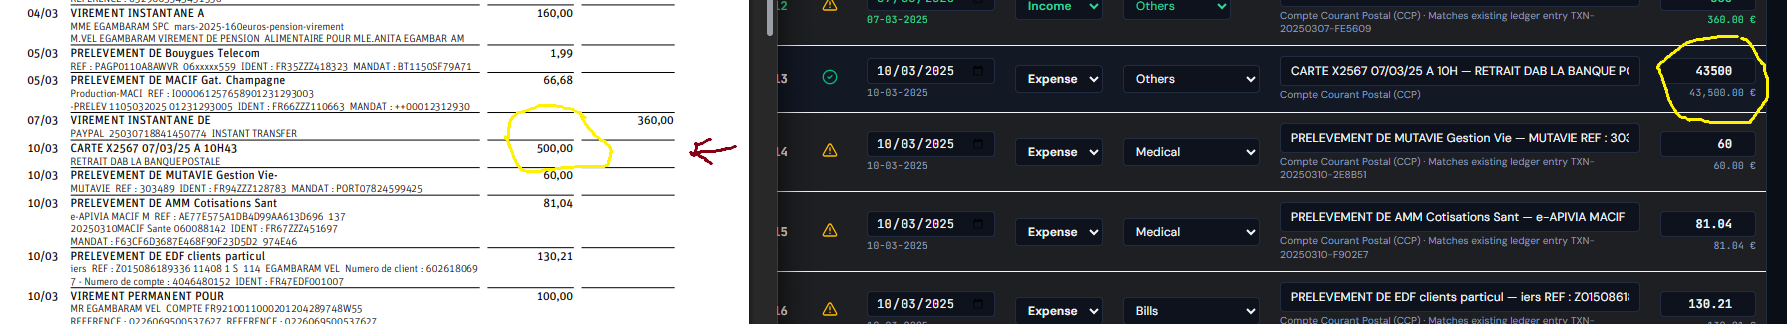 04/03 VIREMENT INSTANTANE A 160,00
MME EGAMBARAM SPC mars-2025-160euros-pension-virement
M.VEL EGAMBARAM VIREMENT DE PENSION ALIMENTAIRE POUR MLE.ANITA EGAMBAR AM
05/03 PRELEVEMENT DE Bouygues Telecom 1,99
REF : PAGP0110A8AWVR 06xxxxx559 IDENT : FR35ZZZ418323 MANDAT : BT1150SF79A71
05/03 PRELEVEMENT DE MACIF Gat. Champagne 66,68
Production-MACI REF : I0006125765890123129 3005
-PRELEV 1105032025 01231293005 IDENT : FR66ZZZ110663 MANDAT : ++00012312930
07/03 VIREMENT INSTANTANE DE 360,00
PAYPAL 25030718841450774 INSTANT TRANSFER
10/03 CARTE X2567 07/03/25 A 10H43 500,00
RETRAIT DAB LA BANQUE POSTALE
10/03 PRELEVEMENT DE MUTAVIE Gestion Vie- 60,00
MUTAVIE REF : 303489 IDENT : FR94ZZZ128783 MANDAT : PORT07824599425
10/03 PRELEVEMENT DE AMM Cotisations Sant 81,04
e-APIVIA MACIF M REF : AE77E575A1DB4D99AA613D696 137
20250310MACIF Sante 060088142 IDENT : FR67ZZZ451697
MANDAT : F63CF6D3687E468F90F23D5D2 974E46
10/03 PRELEVEMENT DE EDF clients particul 130,21
iers REF : Z015086189336 11408 1 S 114 EGAMBARAM VEL Numero de client : 602618069
7 - Numero de compte : 4046480152 IDENT : FR47EDF001007
10/03 VIREMENT PERMANENT POUR 100,00
MR EGAMBARAM VEL COMPTE FR9210011000020104289748W55
REFERENCE : 0226069500537627 REFERENCE : 0226069500537627
12 Income Others
07-03-2025 Compte Courant Postal (CCP) · Matches existing ledger entry TXN- 360.00 €
20250307-FE5609
13 10/03/2025 Expense Others CARTE X2567 07/03/25 A 10H — RETRAIT DAB LA BANQUE PO 43500
10-03-2025 Compte Courant Postal (CCP) 43,500.00 €
14 10/03/2025 Expense Medical PRELEVEMENT DE MUTAVIE Gestion Vie — MUTAVIE REF : 303 60
10-03-2025 Compte Courant Postal (CCP) · Matches existing ledger entry TXN- 60.00 €
20250310-2E8B51
15 10/03/2025 Expense Medical PRELEVEMENT DE AMM Cotisations Sant — e-APIVIA MACIF 81.04
10-03-2025 Compte Courant Postal (CCP) · Matches existing ledger entry TXN- 81.04 €
20250310-F902E7
16 10/03/2025 Expense Bills PRELEVEMENT DE EDF clients particul — iers REF : Z0150861 130.21